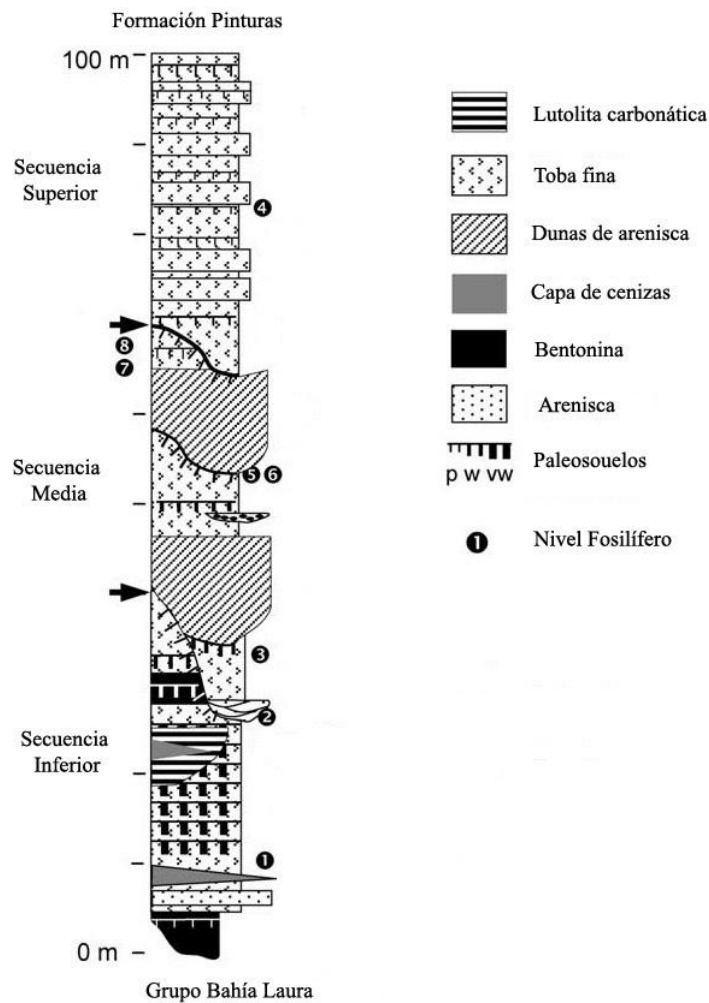 Formación Pinturas
100 m
Secuencia
Superior
4
8
7
5 6
Secuencia
Media
3
2
Secuencia
Inferior
1
0 m
Grupo Bahía Laura
Lutolita carbonática
Toba fina
Dunas de arenisca
Capa de cenizas
Bentonina
Arenisca
Paleosouelos
p w vw
1 Nivel Fosilífero